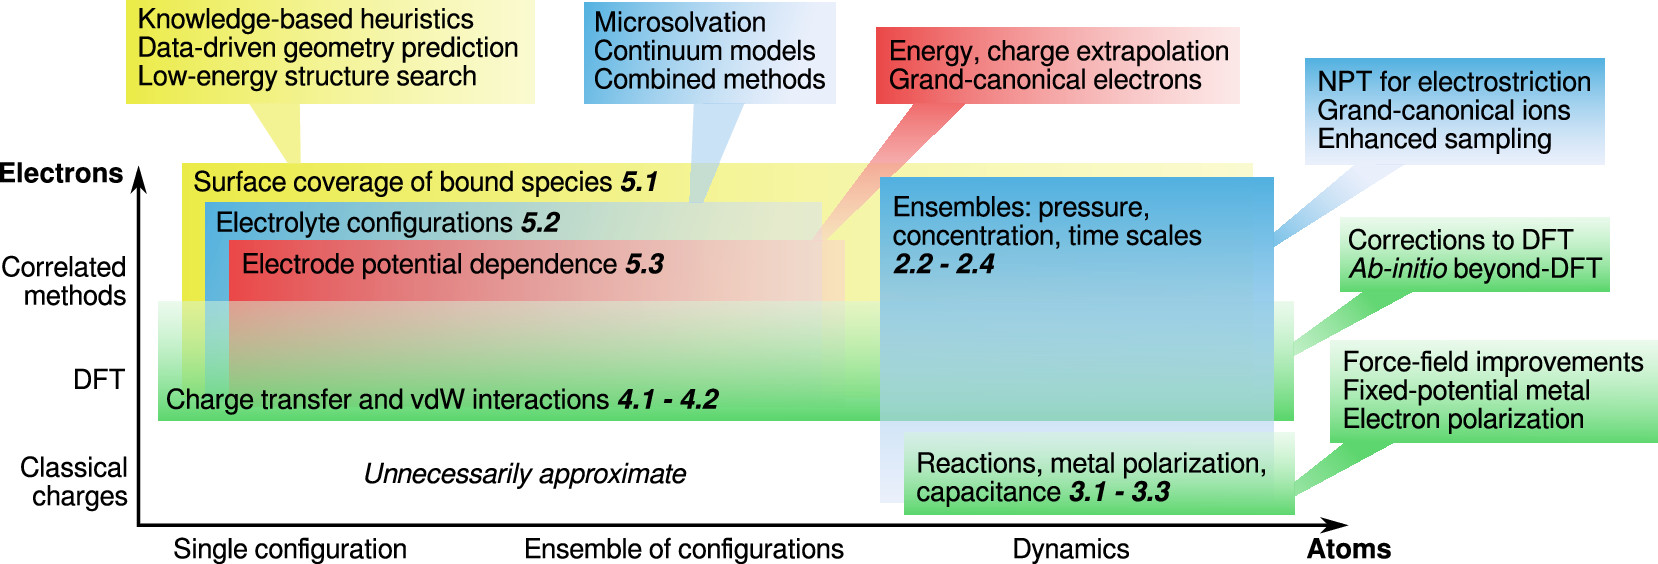 Knowledge-based heuristics
Data-driven geometry prediction
Low-energy structure search
Microsolvation
Continuum models
Combined methods
Energy, charge extrapolation
Grand-canonical electrons
NPT for electrostriction
Grand-canonical ions
Enhanced sampling
Electrons
Surface coverage of bound species 5.1
Electrolyte configurations 5.2
Electrode potential dependence 5.3
Ensembles: pressure,
concentration, time scales
2.2 - 2.4
Corrections to DFT
Ab-initio beyond-DFT
Correlated
methods
DFT
Charge transfer and vdW interactions 4.1 - 4.2
Force-field improvements
Fixed-potential metal
Electron polarization
Classical
charges
Unnecessarily approximate
Reactions, metal polarization,
capacitance 3.1 - 3.3
Single configuration
Ensemble of configurations
Dynamics
Atoms